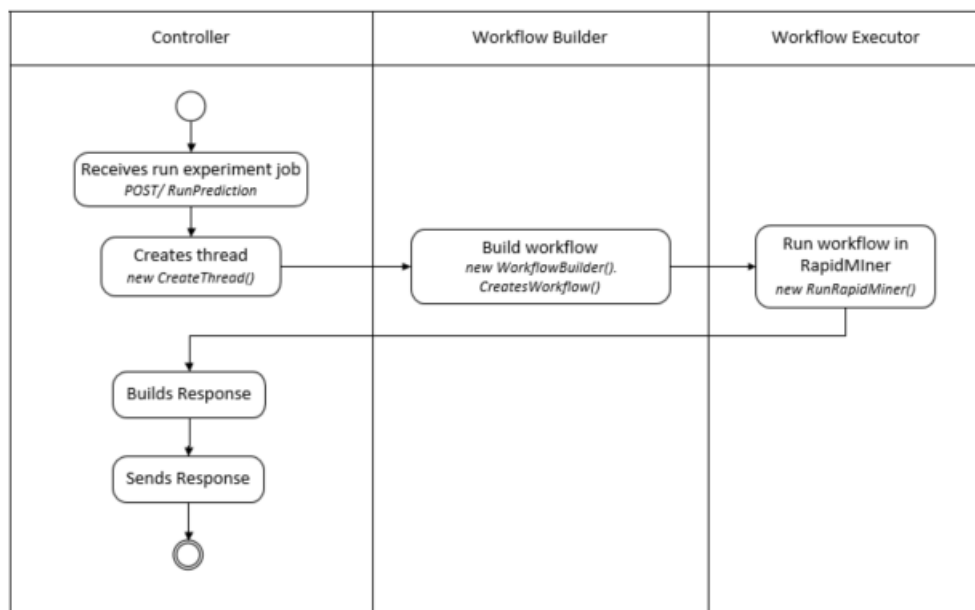 Controller
Workflow Builder
Workflow Executor
Receives run experiment job
POST/ RunPrediction
Creates thread
new CreateThread()
Build workflow
new WorkflowBuilder().
CreatesWorkflow()
Run workflow in
RapidMIner
new RunRapidMiner()
Builds Response
Sends Response